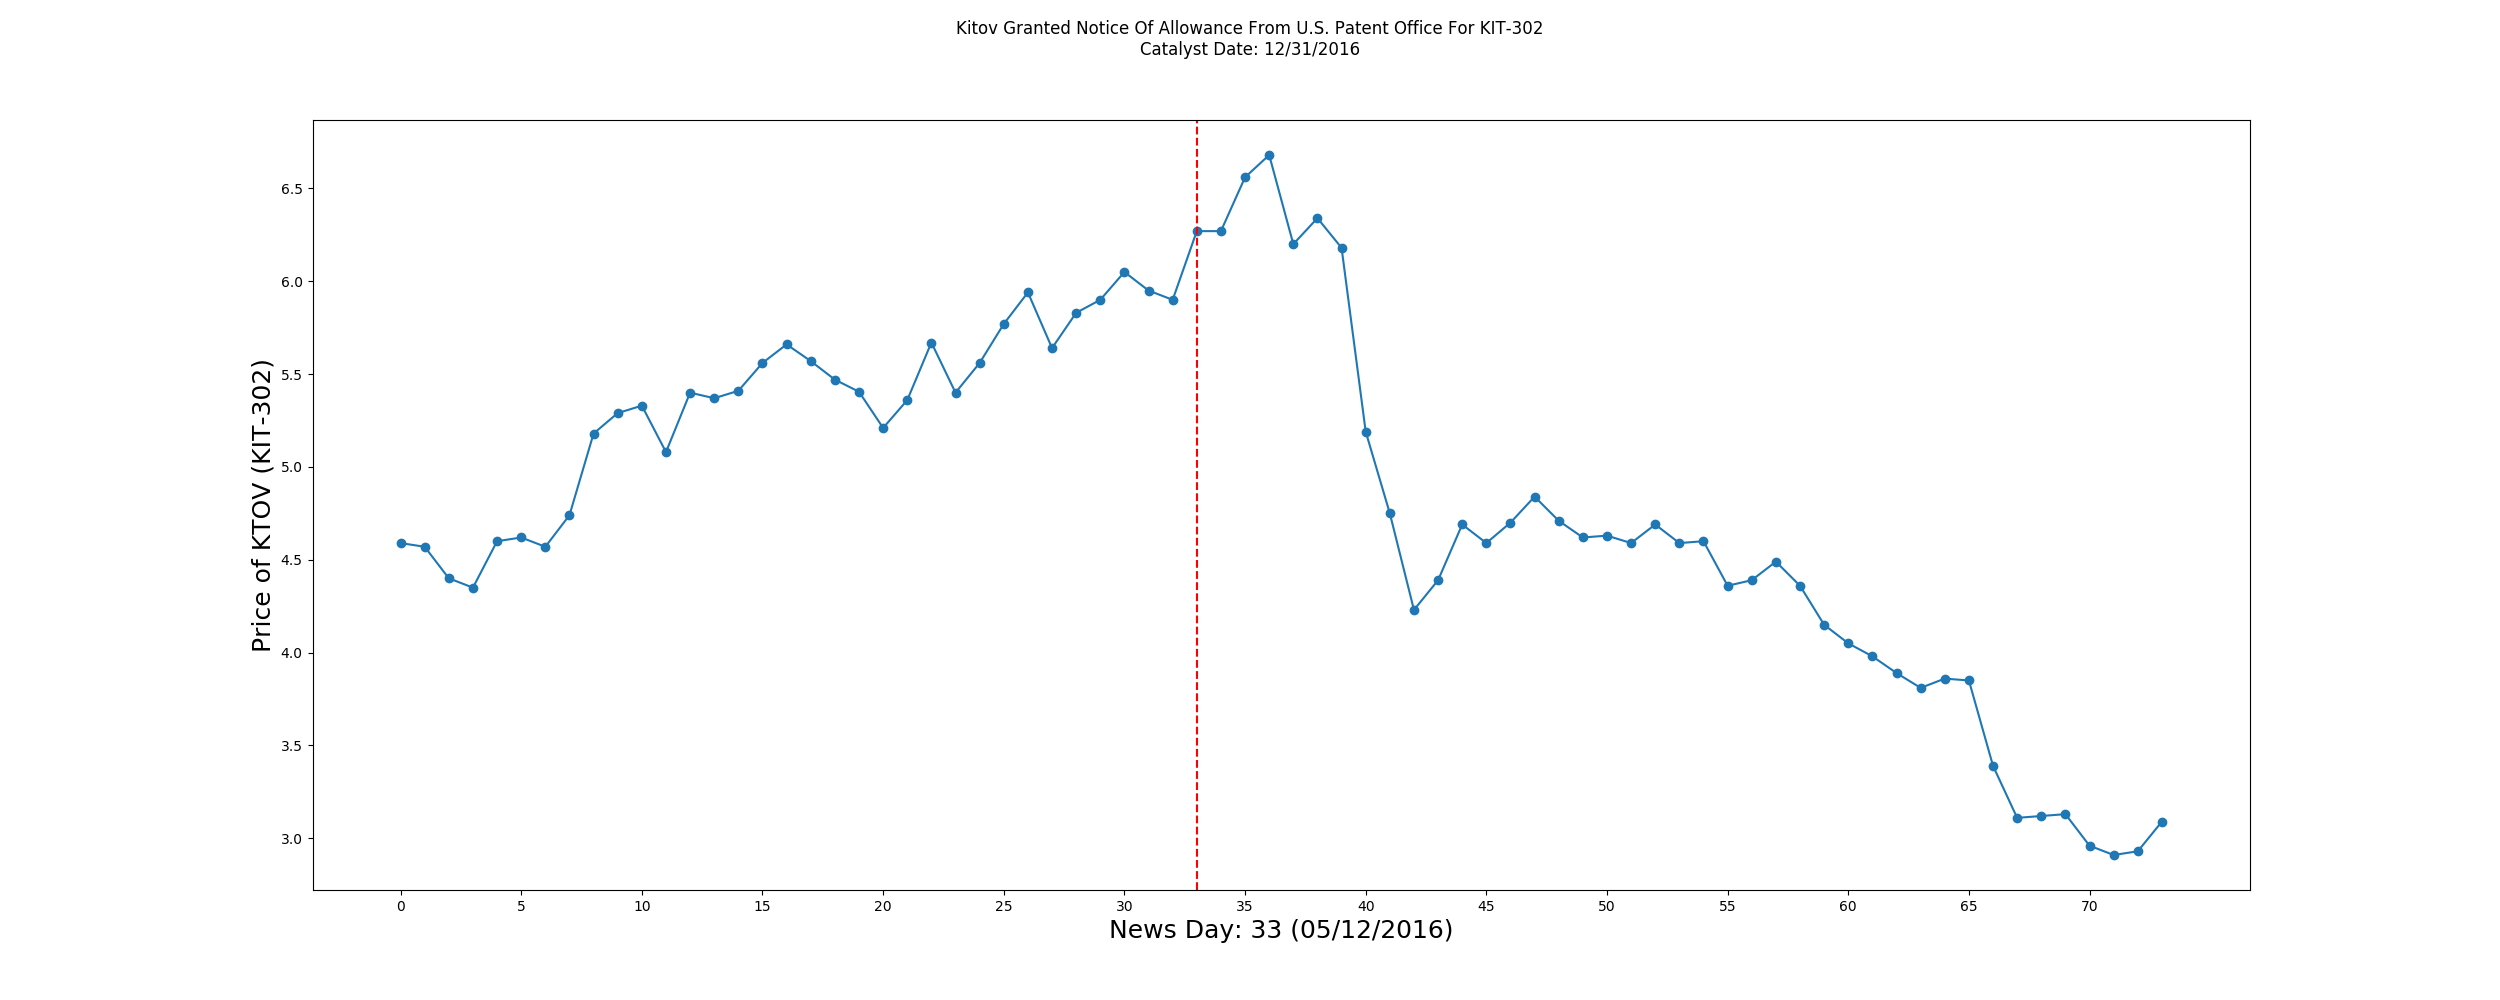 Kitov Granted Notice Of Allowance From U.S. Patent Office For KIT-302
Catalyst Date: 12/31/2016
Price of KTOV (KIT-302)
6.5
6.0
5.5
5.0
4.5
4.0
3.5
3.0
0 5 10 15 20 25 30 35 40 45 50 55 60 65 70
News Day: 33 (05/12/2016)